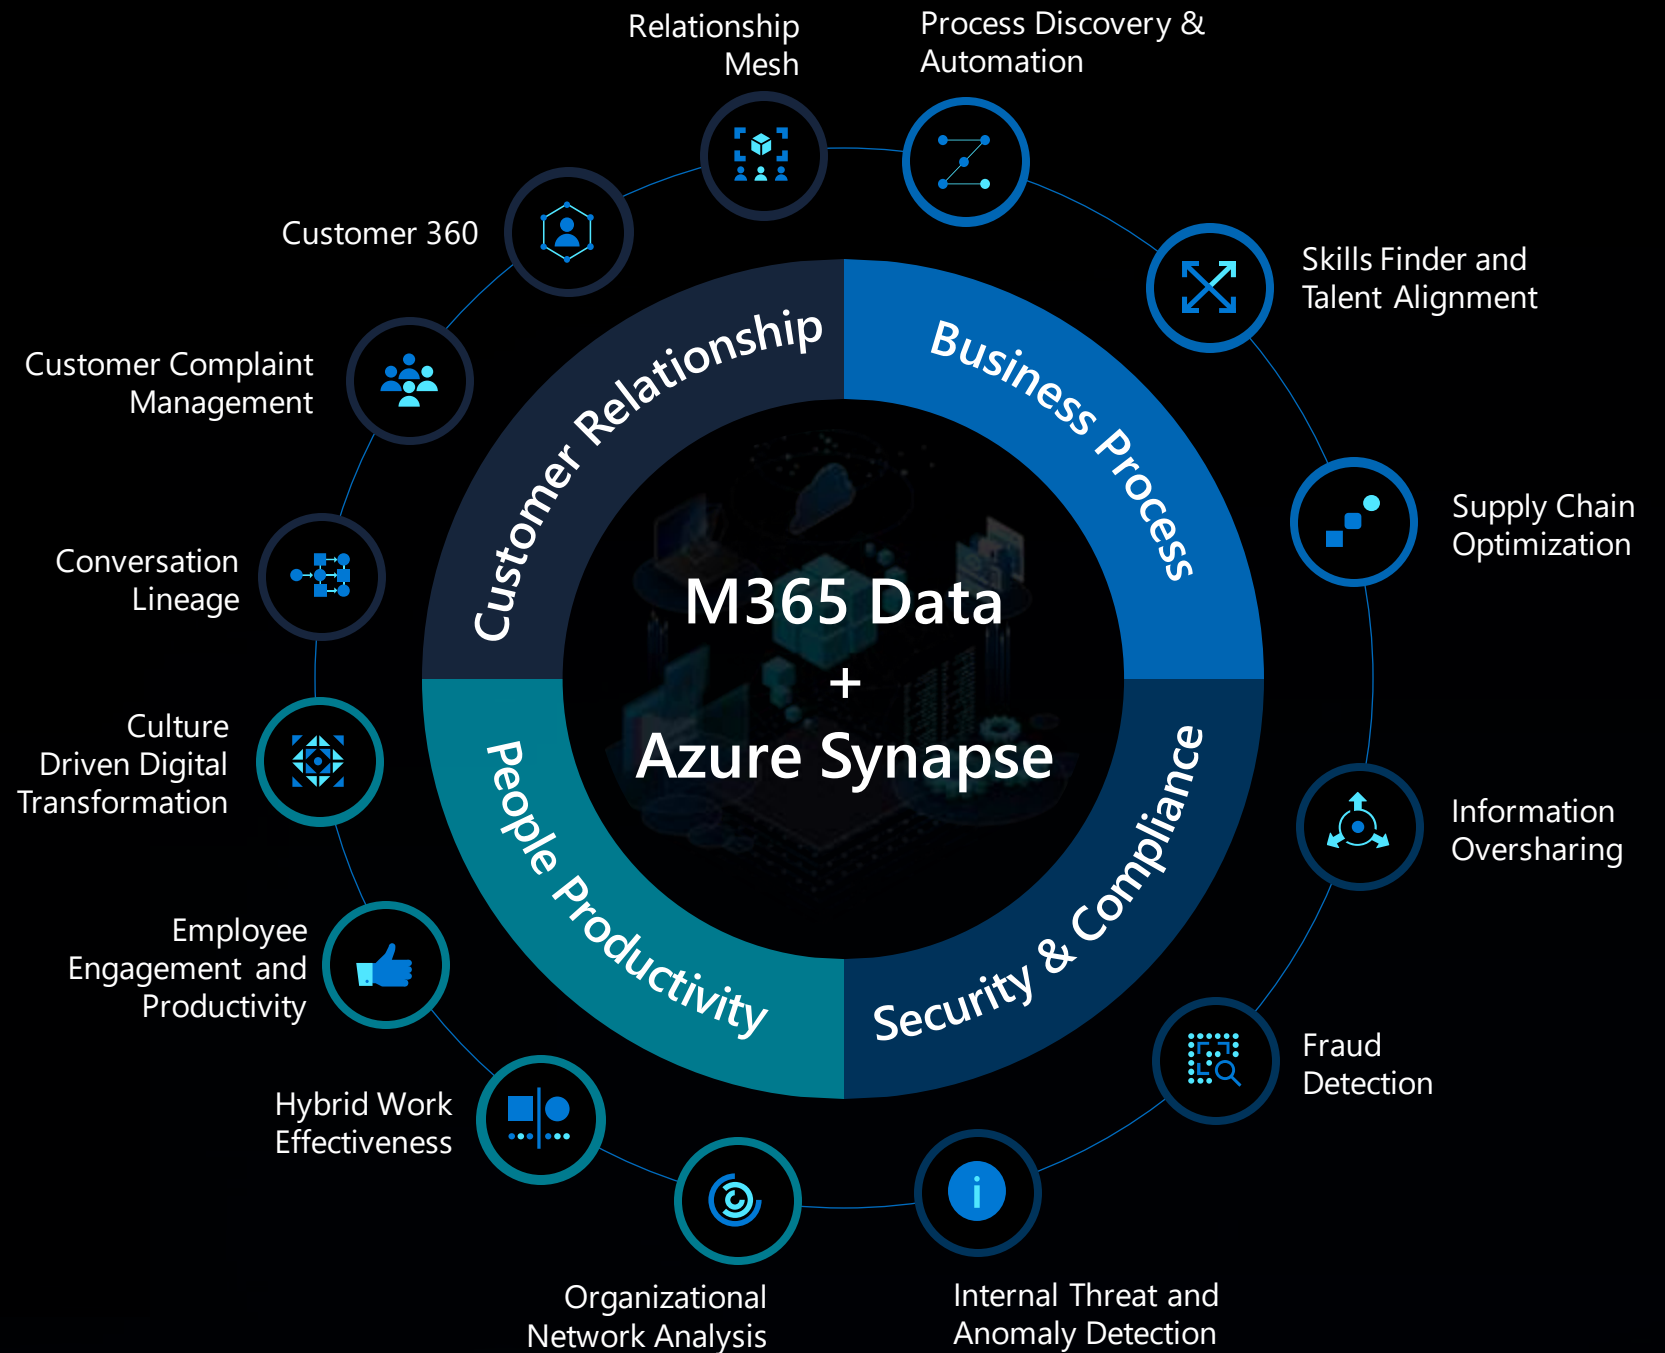 Relationship
Mesh
Process Discovery &
Automation
Skills Finder and
Talent Alignment
Supply Chain
Optimization
Information
Oversharing
Fraud
Detection
Internal Threat and
Anomaly Detection
Organizational
Network Analysis
Hybrid Work
Effectiveness
Employee
Engagement and
Productivity
Culture
Driven Digital
Transformation
Conversation
Lineage
Customer Complaint
Management
Customer 360
Customer Relationship
Business Process
Security & Compliance
People Productivity
M365 Data
+
Azure Synapse
i